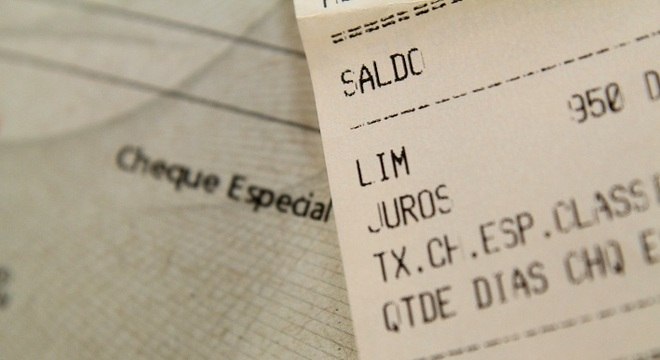 SALDO
950 D
LIM
JUROS
TX.CH.ESP.CLASS
QTDE DIAS CHQ E
Cheque Especial